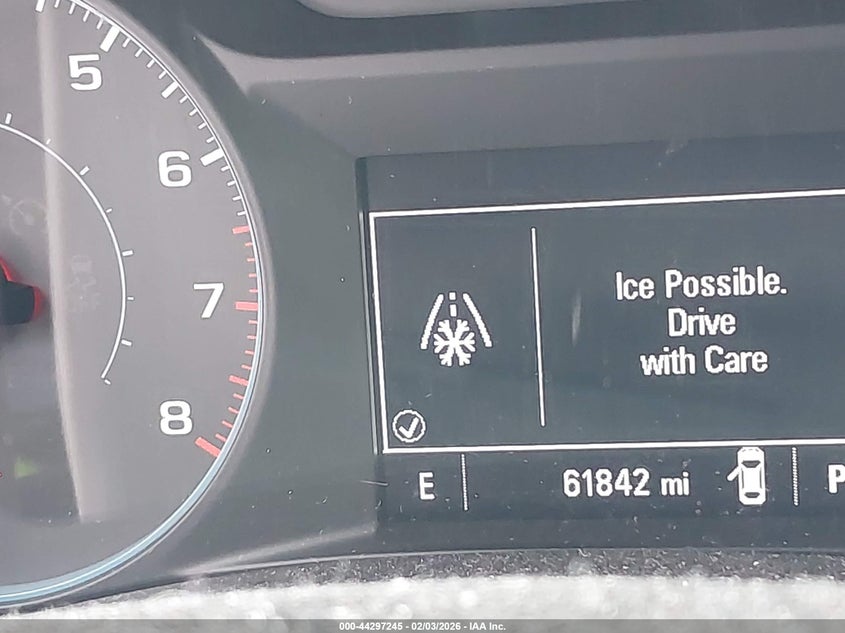 5
6
7
8
Ice Possible.
Drive
with Care
E
61842 mi
P
000-44297245 - 02/03/2026 - IAA Inc.